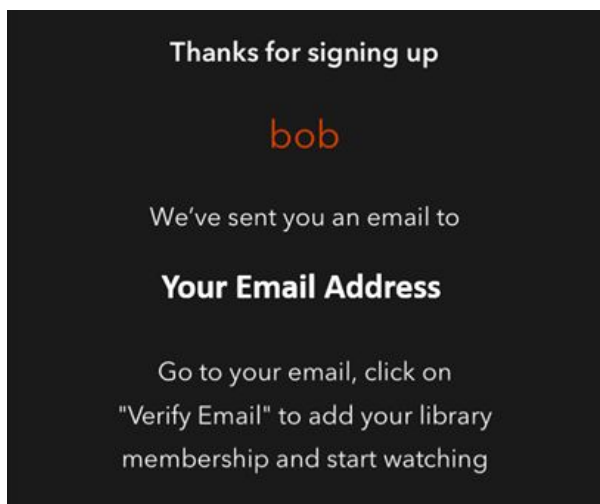 Thanks for signing up
bob
We've sent you an email to
Your Email Address
Go to your email, click on
"Verify Email" to add your library
membership and start watching